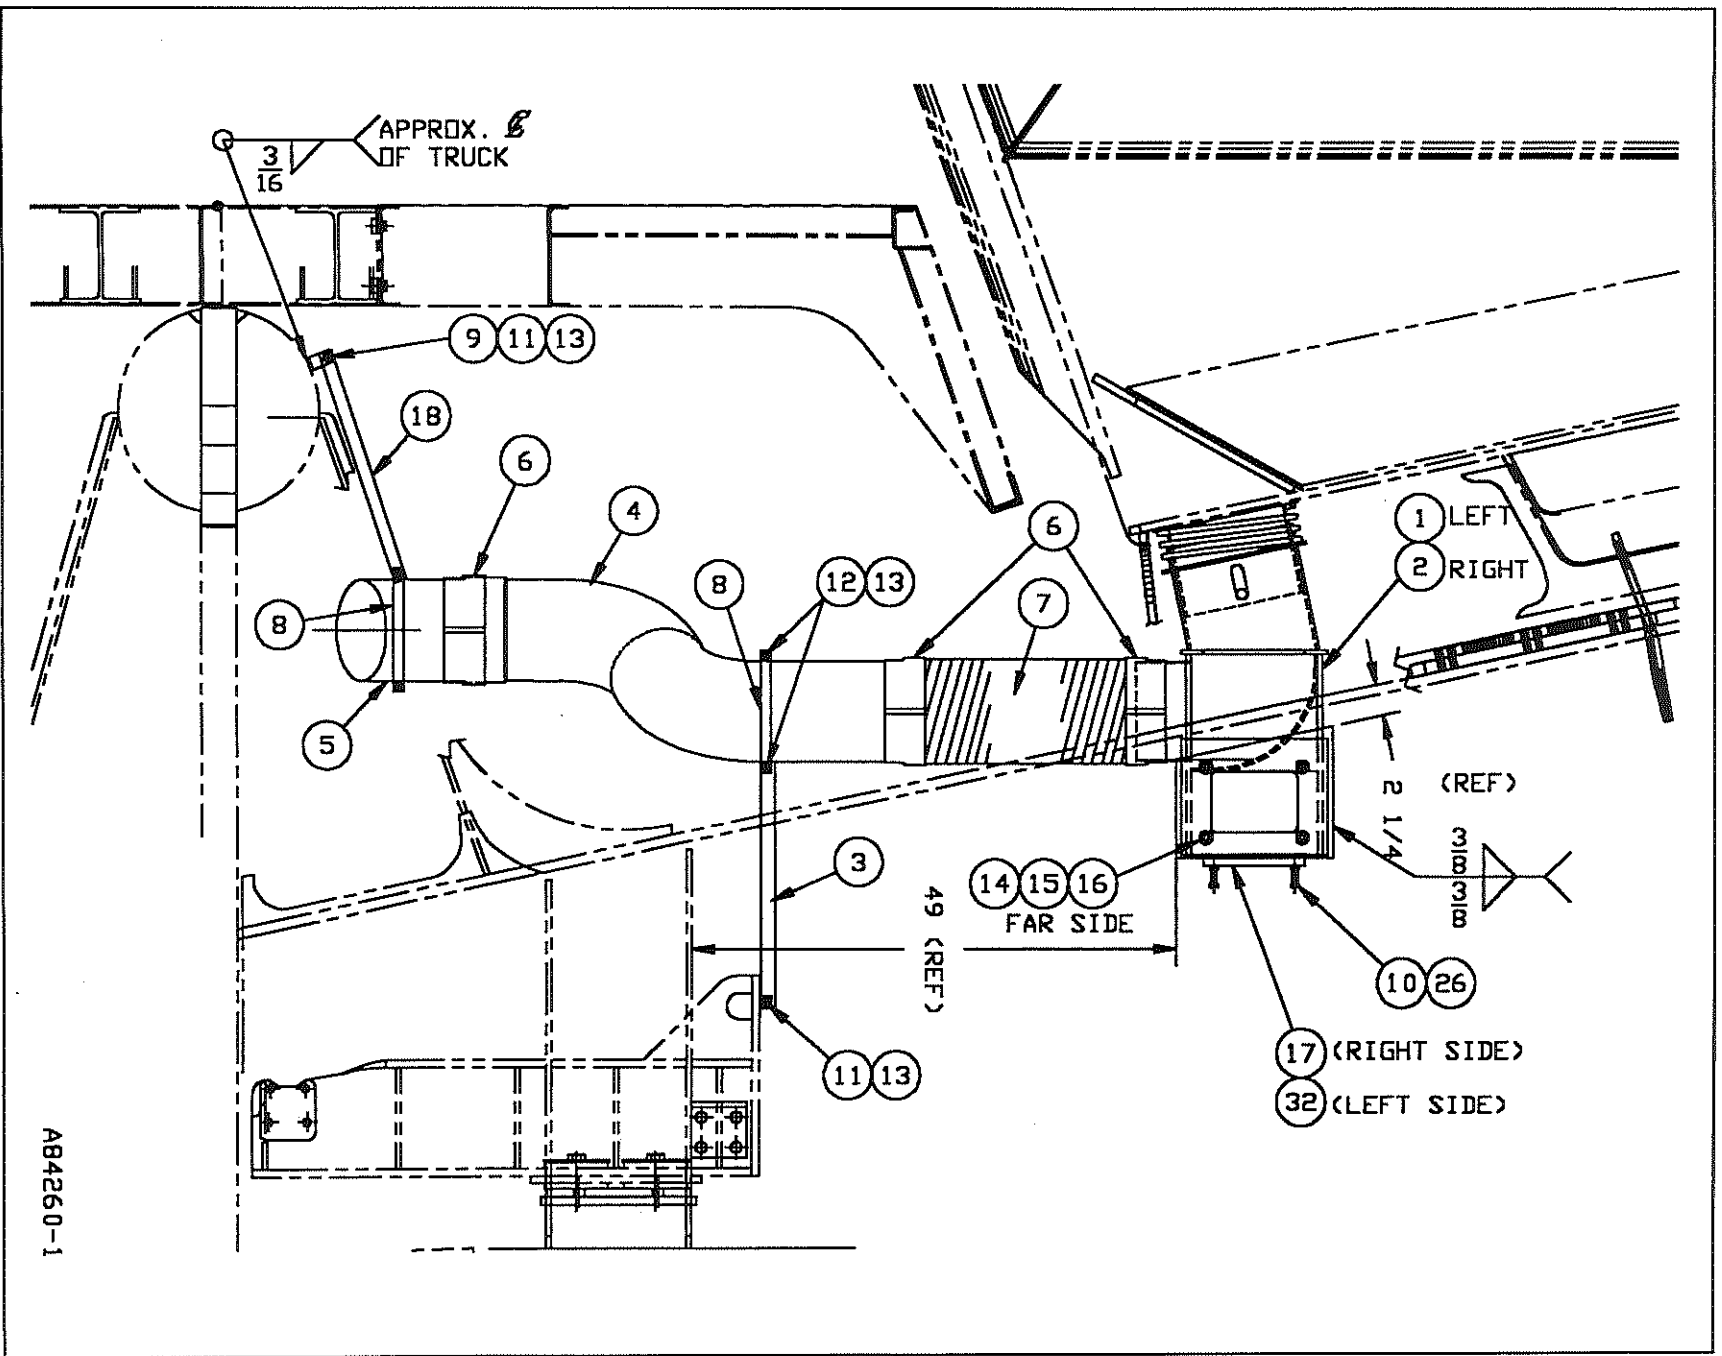 APPROX. ℄
OF TRUCK
3
16
9 11 13
18
6
4
6
1 LEFT
2 RIGHT
8
8
12 13
7
5
(REF)
2 1/4
3
8
3
8
3
14 15 16
FAR SIDE
49 (REF)
10 26
11 13
17 (RIGHT SIDE)
32 (LEFT SIDE)
AB4260-1